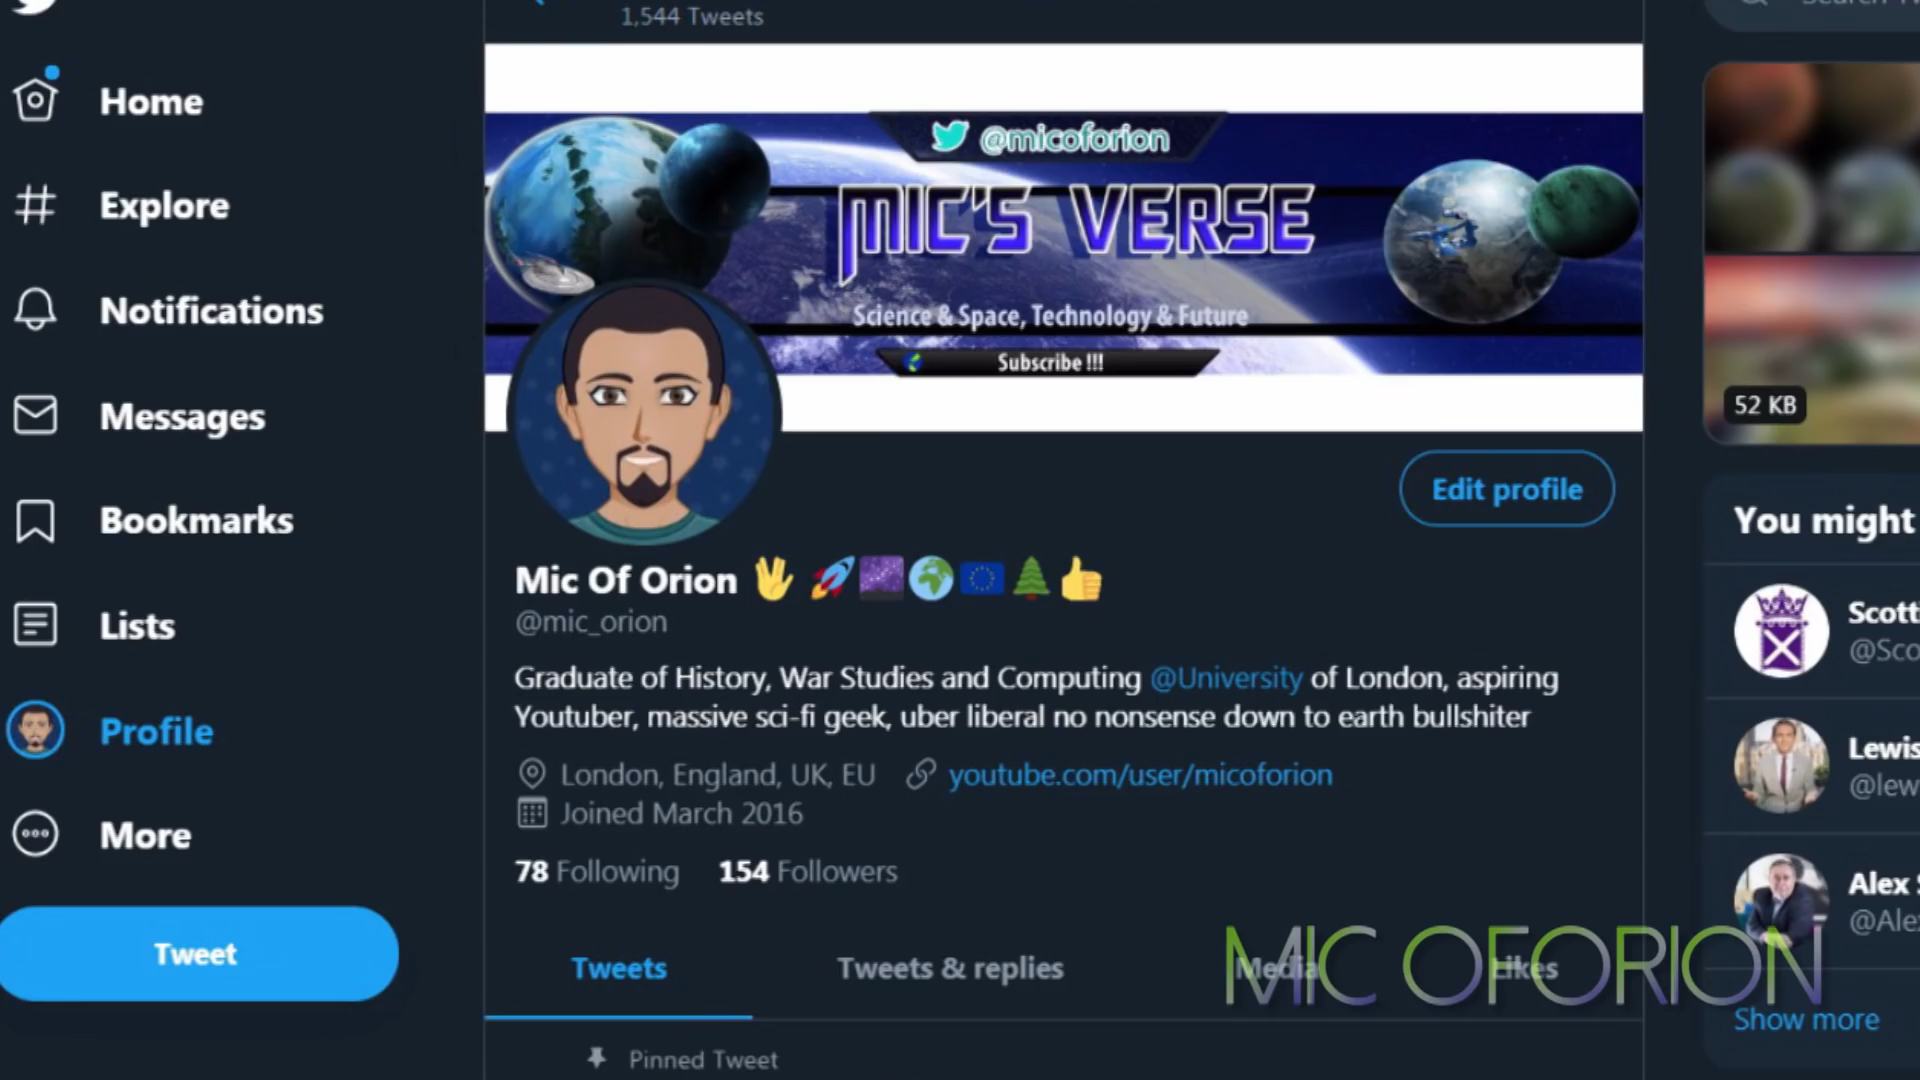 1,544 Tweets
Home
Explore
Notifications
Messages
Bookmarks
Lists
Profile
More
Tweet
@micoforion
MIC'S VERSE
Science & Space, Technology & Future
Subscribe !!!
Edit profile
Mic Of Orion
@mic_orion
Graduate of History, War Studies and Computing @University of London, aspiring
Youtuber, massive sci-fi geek, uber liberal no nonsense down to earth bullshiter
London, England, UK, EU youtube.com/user/micoforion
Joined March 2016
78 Following 154 Followers
Tweets Tweets & replies Media Likes
Pinned Tweet
52 KB
You might
Scotti
@Sco
Lewis
@lew
Alex
@Alex
Show more
MIC OFORION